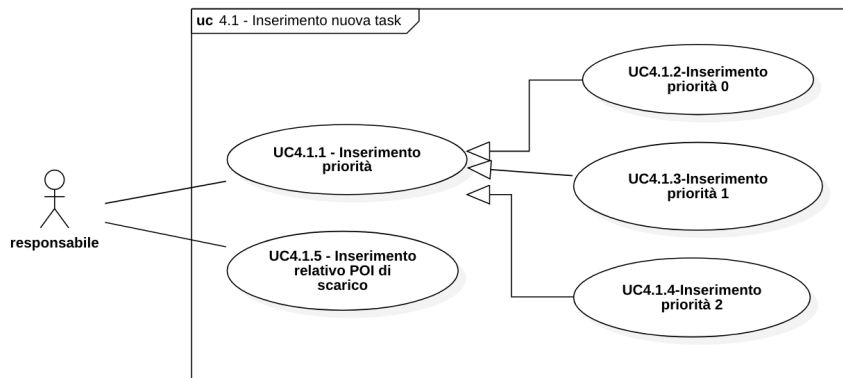 uc 4.1 - Inserimento nuova task
UC4.1.2-Inserimento
priorità 0
UC4.1.1 - Inserimento
priorità
UC4.1.3-Inserimento
priorità 1
responsabile
UC4.1.5 - Inserimento
relativo POI di
scarico
UC4.1.4-Inserimento
priorità 2